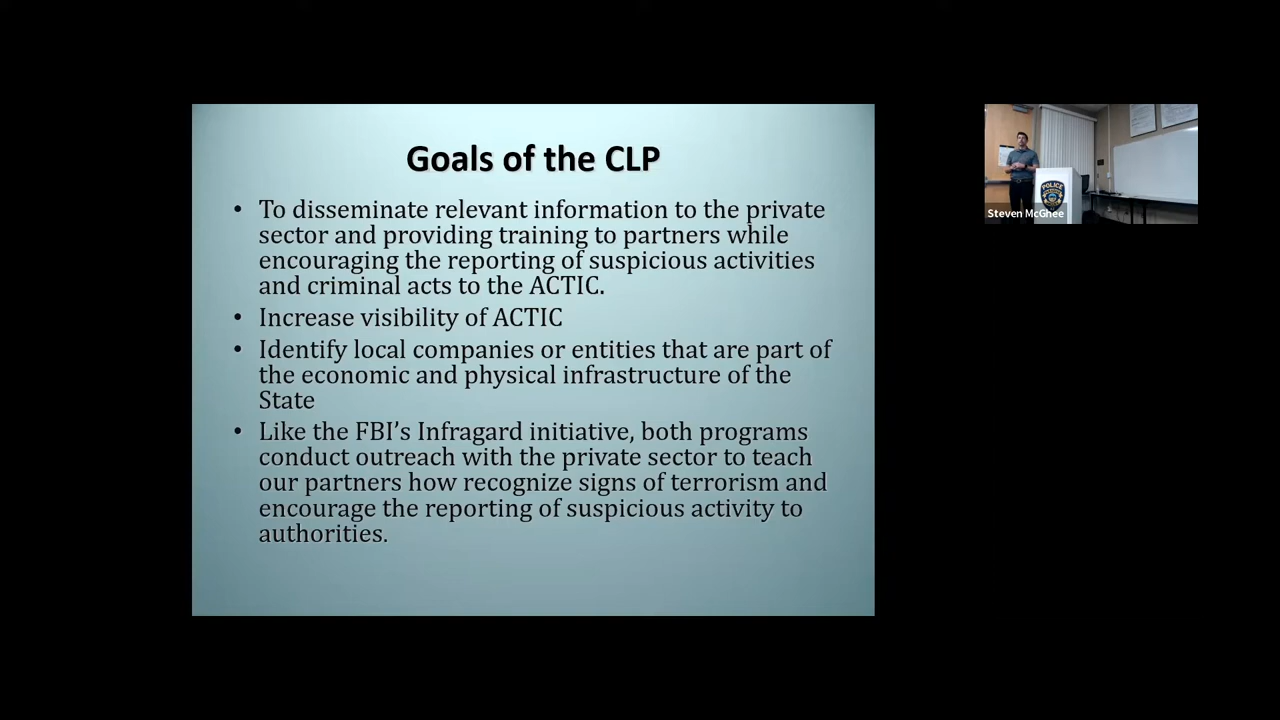 Goals of the CLP
• To disseminate relevant information to the private
sector and providing training to partners while
encouraging the reporting of suspicious activities
and criminal acts to the ACTIC.
• Increase visibility of ACTIC
• Identify local companies or entities that are part of
the economic and physical infrastructure of the
State
• Like the FBI’s Infragard initiative, both programs
conduct outreach with the private sector to teach
our partners how recognize signs of terrorism and
encourage the reporting of suspicious activity to
authorities.
POLICE
Steven McGhee